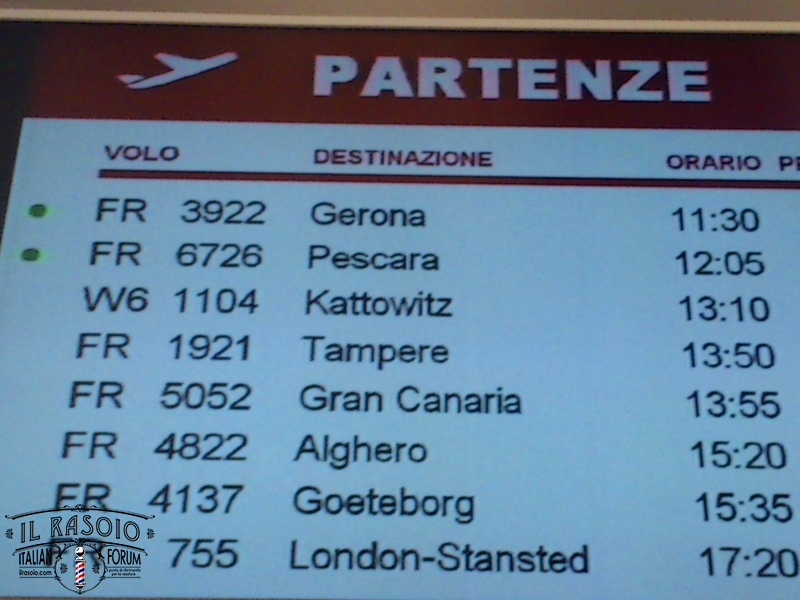 PARTENZE
VOLO DESTINAZIONE ORARIO
FR 3922 Gerona 11:30
FR 6726 Pescara 12:05
W6 1104 Kattowitz 13:10
FR 1921 Tampere 13:50
FR 5052 Gran Canaria 13:55
FR 4822 Alghero 15:20
FR 4137 Goeteborg 15:35
755 London-Stansted 17:20
IL RASOIO
ITALIAN FORUM
ilrasoio.com